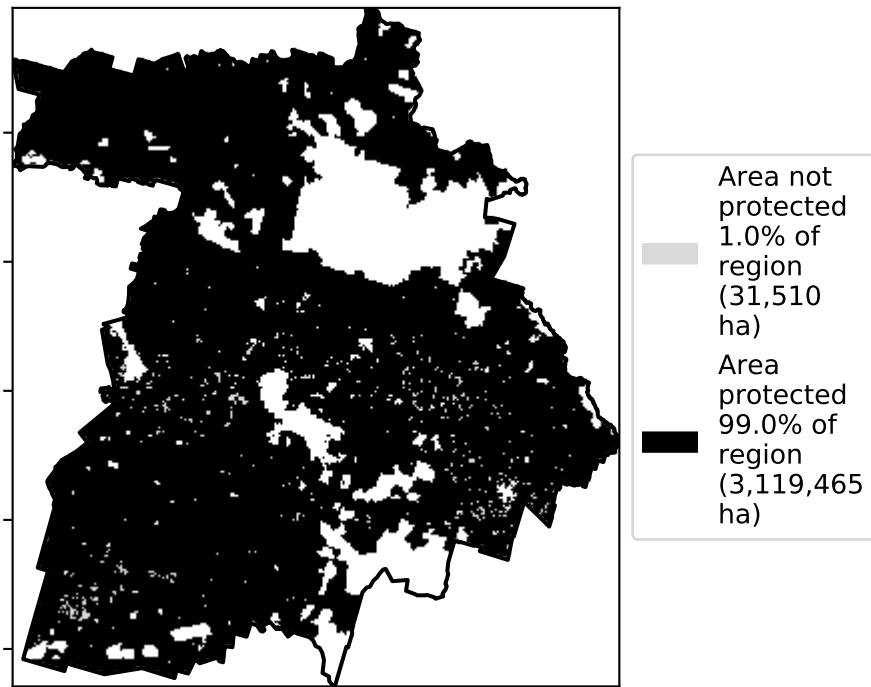 Area not
protected
1.0% of
region
(31,510
ha)
Area
protected
99.0% of
region
(3,119,465
ha)